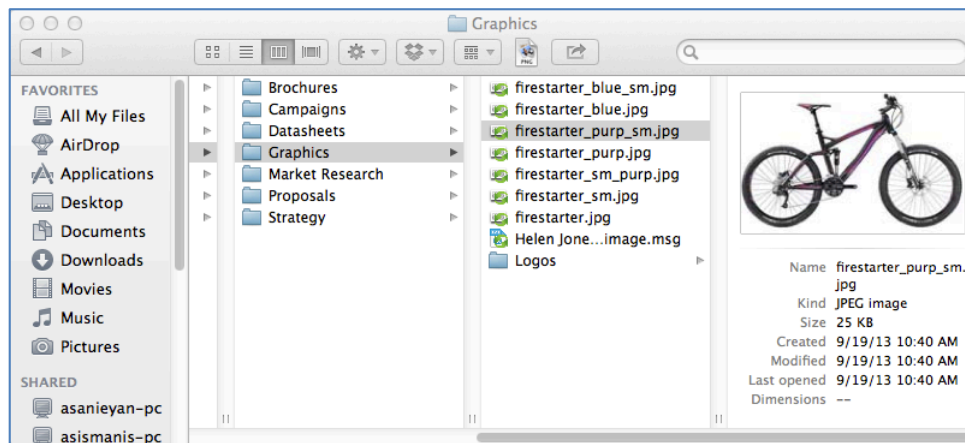 Graphics
PNG
FAVORITES
All My Files
AirDrop
Applications
Desktop
Documents
Downloads
Movies
Music
Pictures
SHARED
asanieyan-pc
asismanis-pc
Brochures
Campaigns
Datasheets
Graphics
Market Research
Proposals
Strategy
firestarter_blue_sm.jpg
firestarter_blue.jpg
firestarter_purp_sm.jpg
firestarter_purp.jpg
firestarter_sm_purp.jpg
firestarter_sm.jpg
firestarter.jpg
Helen Jone...image.msg
Logos
Name firestarter_purp_sm.
jpg
Kind JPEG image
Size 25 KB
Created 9/19/13 10:40 AM
Modified 9/19/13 10:40 AM
Last opened 9/19/13 10:40 AM
Dimensions --